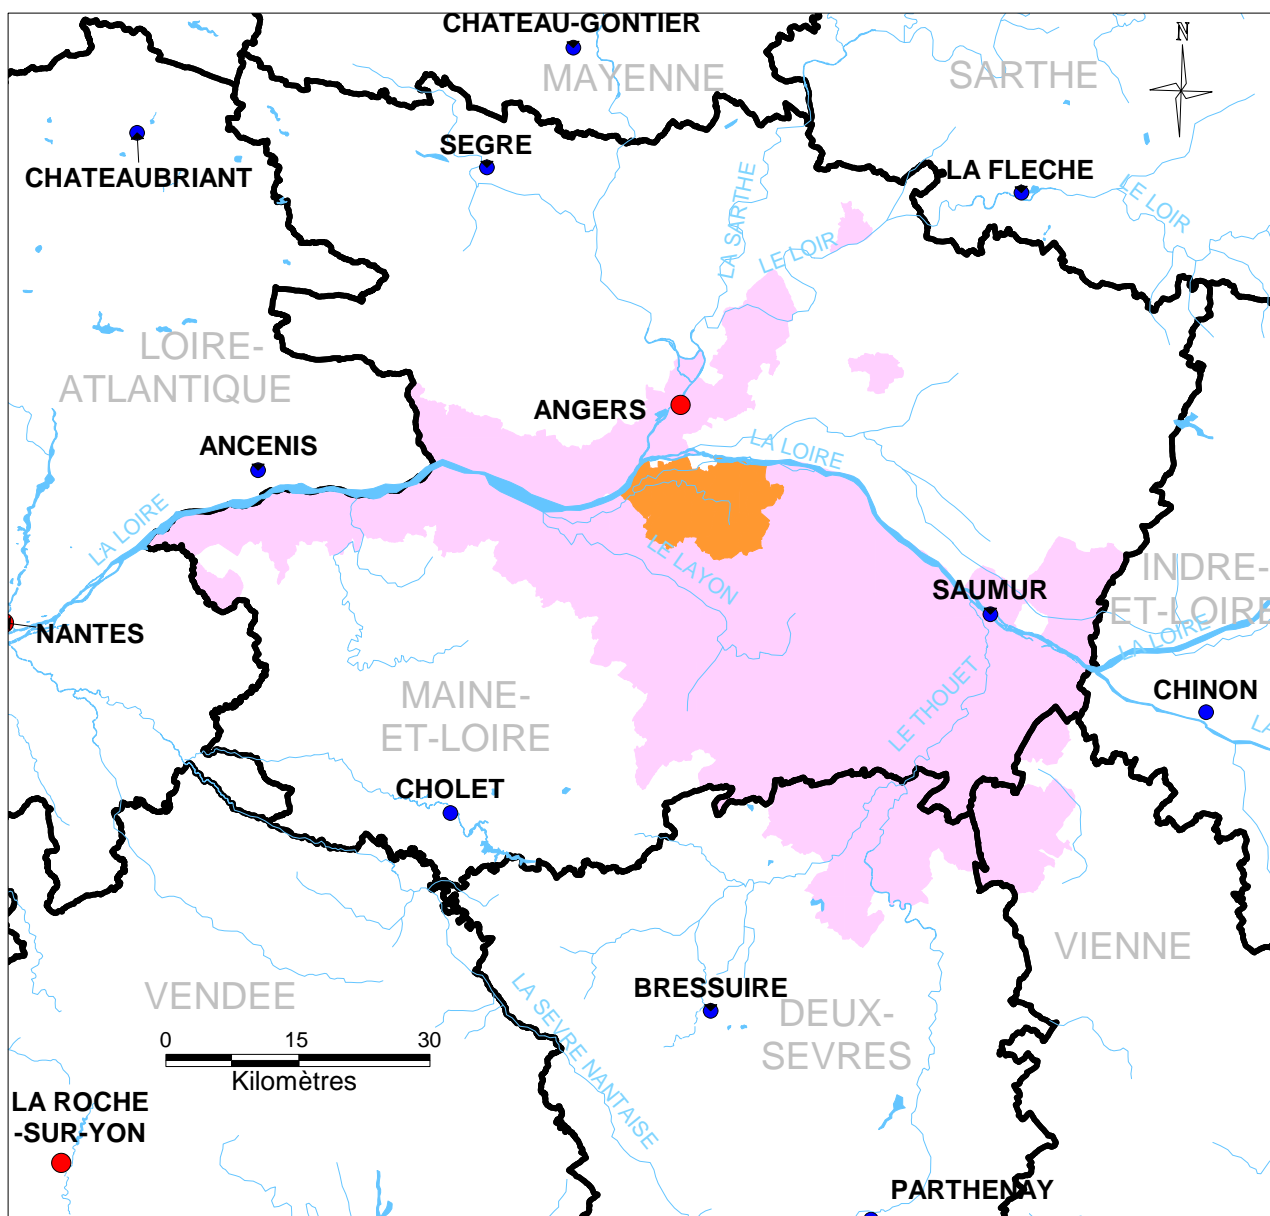 CHATEAU-GONTIER
N
MAYENNE
SARTHE
SEGRE
CHATEAUBRIANT
LA FLECHE
LE LOIR
LA SARTHE
LE LOIR
LOIRE-
ATLANTIQUE
ANGERS
ANCENIS
LA LOIRE
LA LOIRE
LE LAYON
INDRE-
ET-LOIRE
SAUMUR
NANTES
LA LOIRE
CHINON
LA
MAINE-
ET-LOIRE
LE THOUET
CHOLET
VIENNE
VENDEE
BRESSUIRE
DEUX-
SEVRES
LA SEVRE NANTAISE
0 15 30
Kilomètres
LA ROCHE
-SUR-YON
PARTHENAY